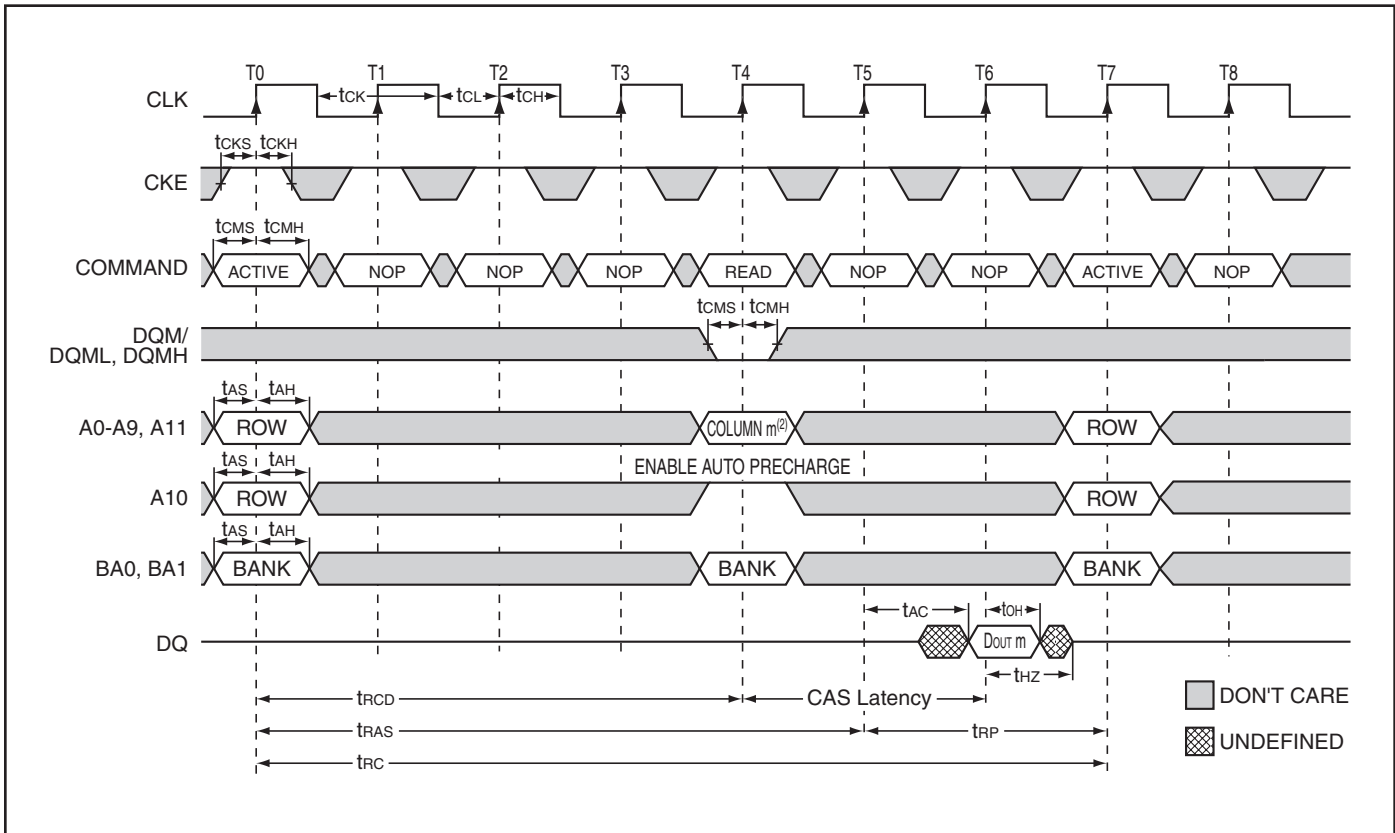 T0 T1 T2 T3 T4 T5 T6 T7 T8
CLK tCK tCL tCH
tCKS tCKH
CKE
tCMS tCMH
COMMAND ACTIVE NOP NOP NOP READ NOP NOP ACTIVE NOP
tCMS tCMH
DQM/
DQML, DQMH
tAS tAH
A0-A9, A11 ROW COLUMN m(2) ROW
tAS tAH ENABLE AUTO PRECHARGE
A10 ROW ROW
tAS tAH
BA0, BA1 BANK BANK BANK
tAC tOH
DQ DOUT m
tHZ
tRCD CAS Latency
DON'T CARE
tRAS tRP
UNDEFINED
tRC